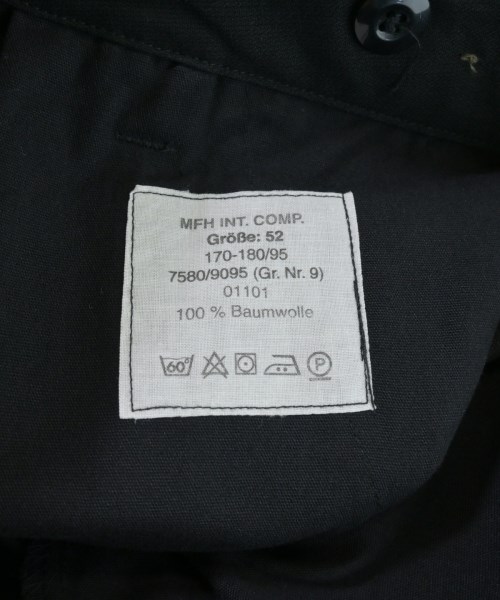 MFH INT. COMP.
Größe: 52
170-180/95
7580/9095 (Gr. Nr. 9)
01101
100 % Baumwolle
60°
P